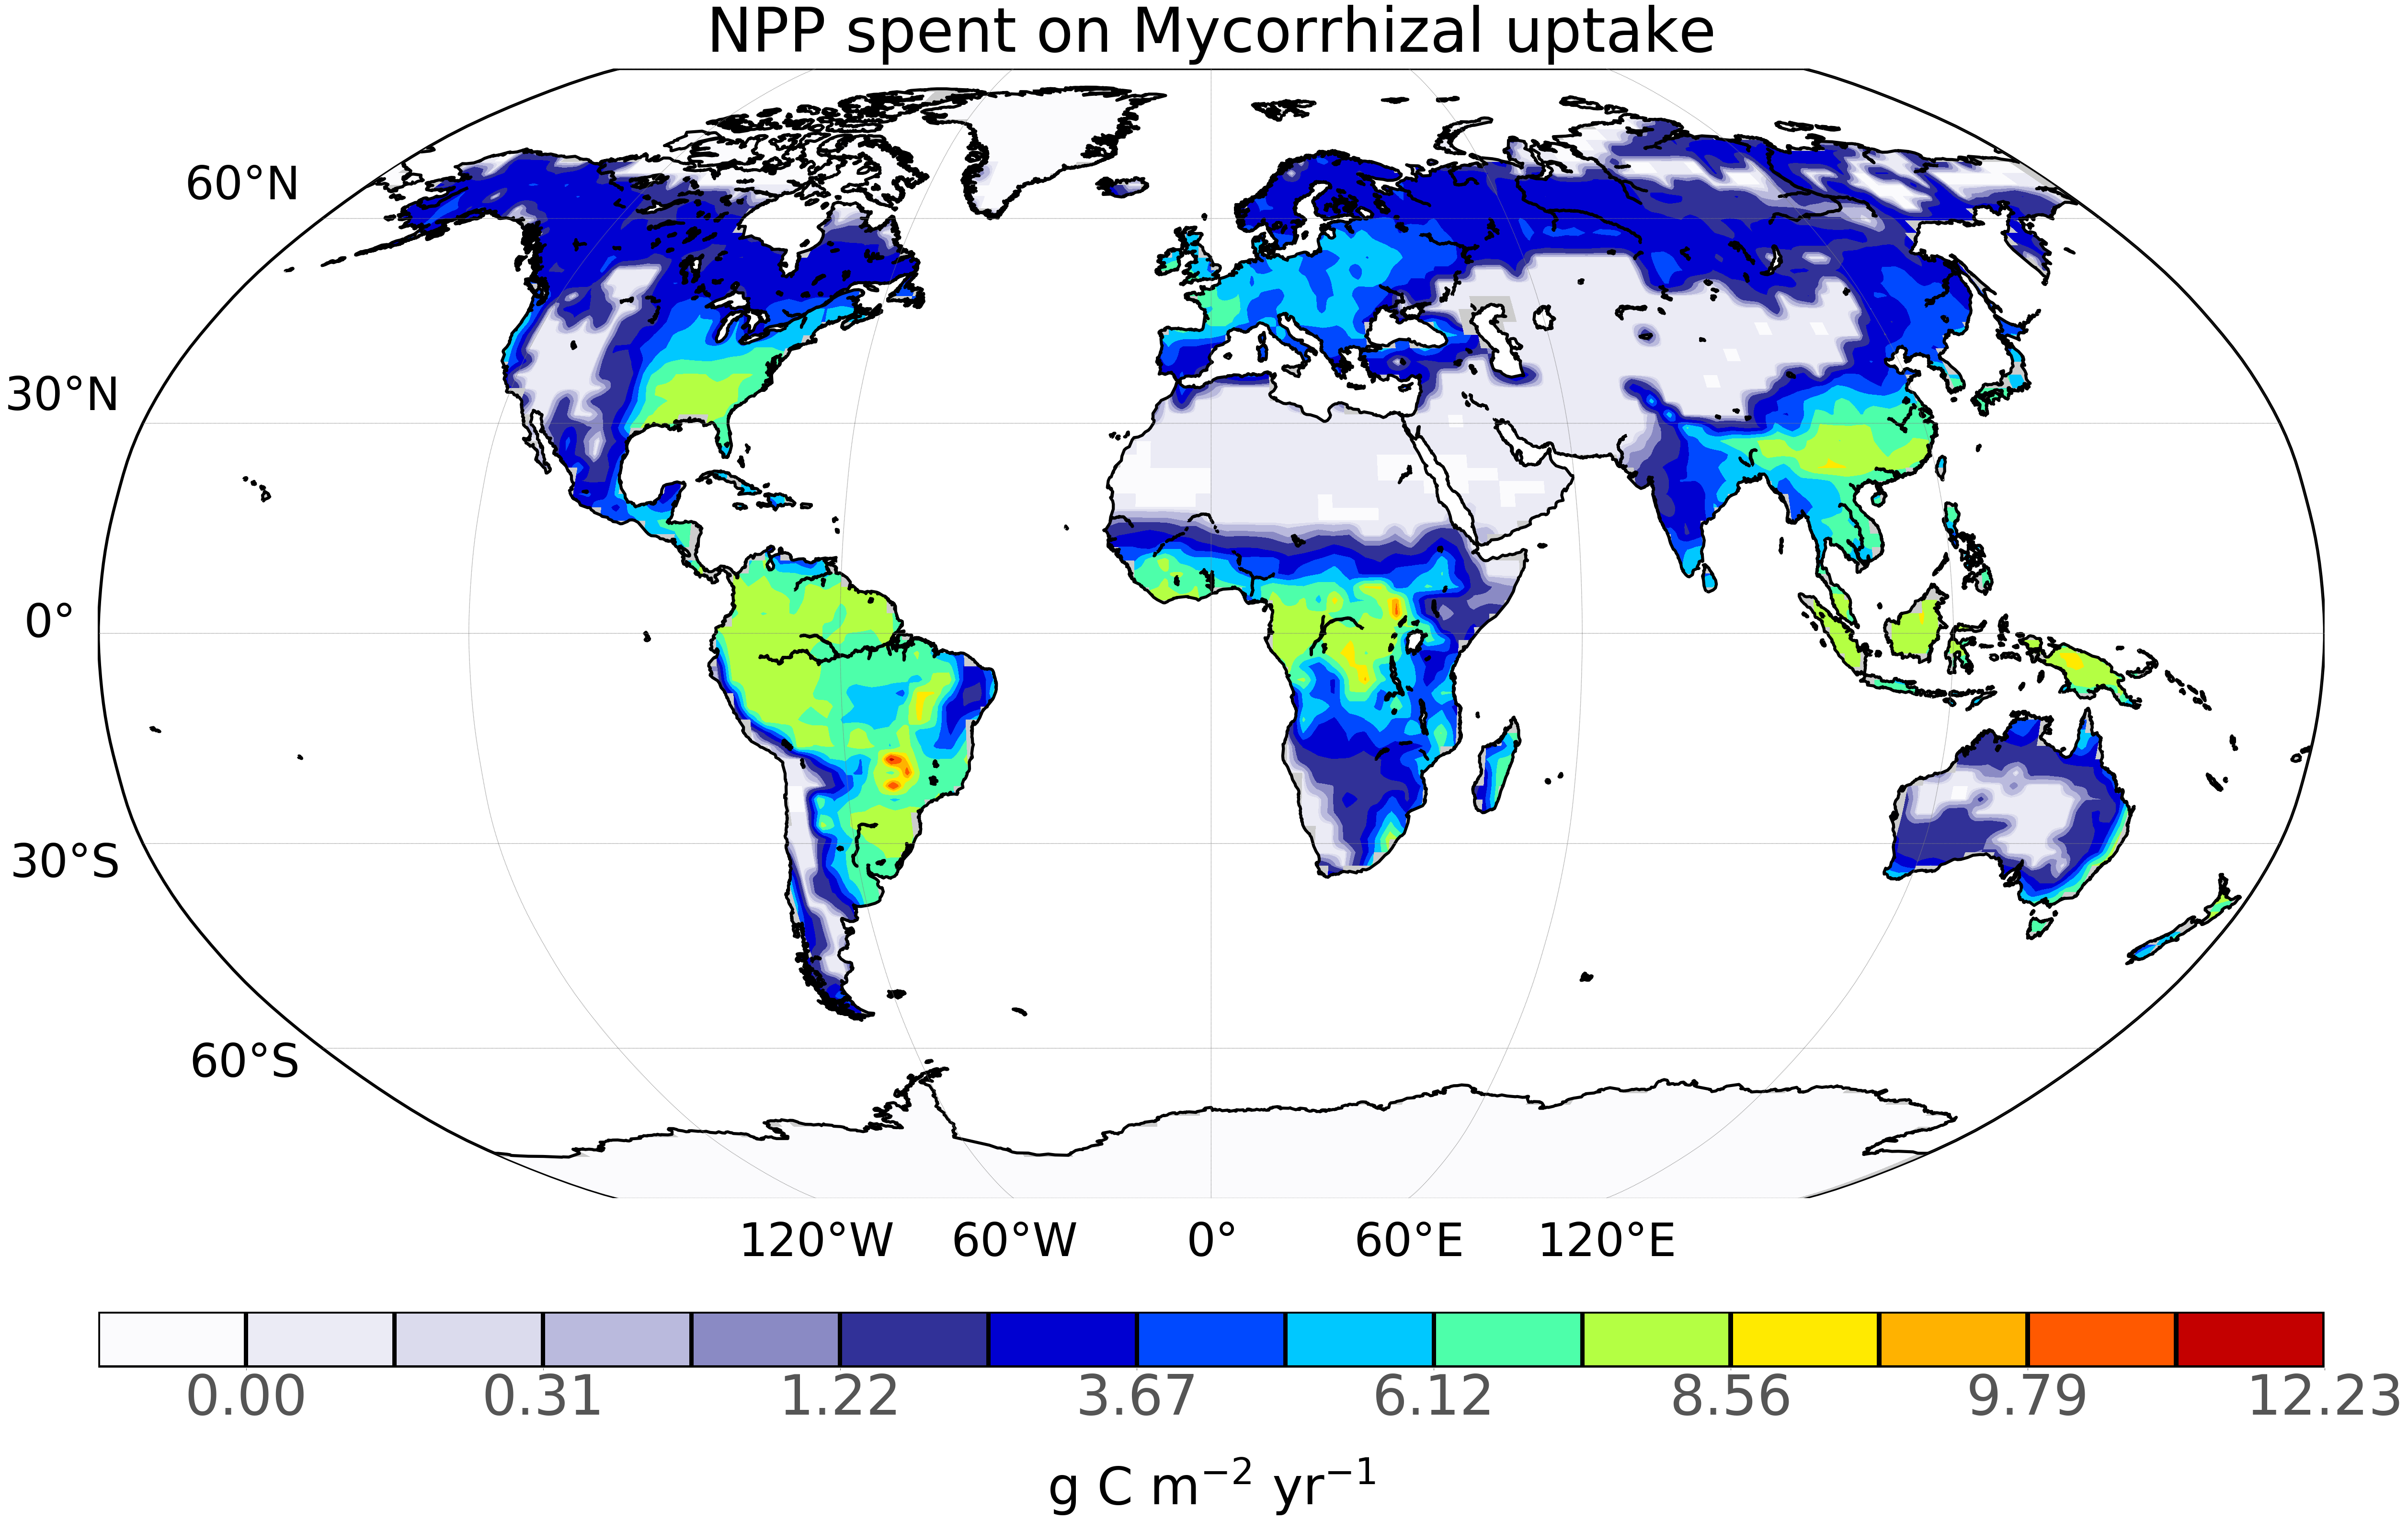 NPP spent on Mycorrhizal uptake
60°N
30°N
0°
30°S
60°S
120°W 60°W 0° 60°E 120°E
0.00 0.31 1.22 3.67 6.12 8.56 9.79 12.23
g C m⁻² yr⁻¹